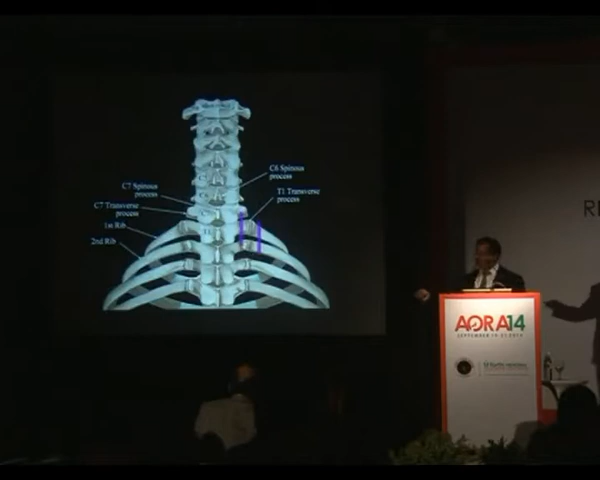 C6 Spinous
process
C7 Spinous
process
T1 Transverse
process
C7 Transverse
process
1st Rib
2nd Rib
AORA14